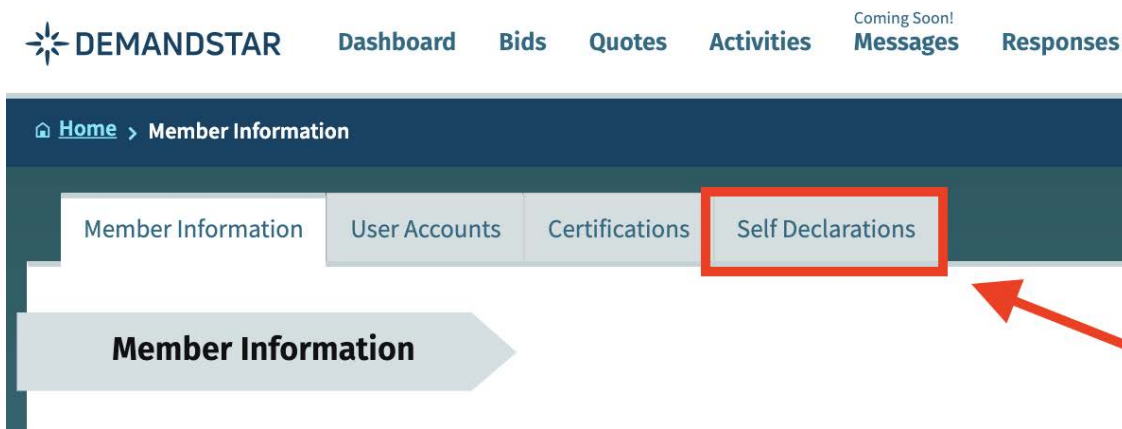 Coming Soon!
DEMANDSTAR Dashboard Bids Quotes Activities Messages Responses
Home > Member Information
Member Information User Accounts Certifications Self Declarations
Member Information